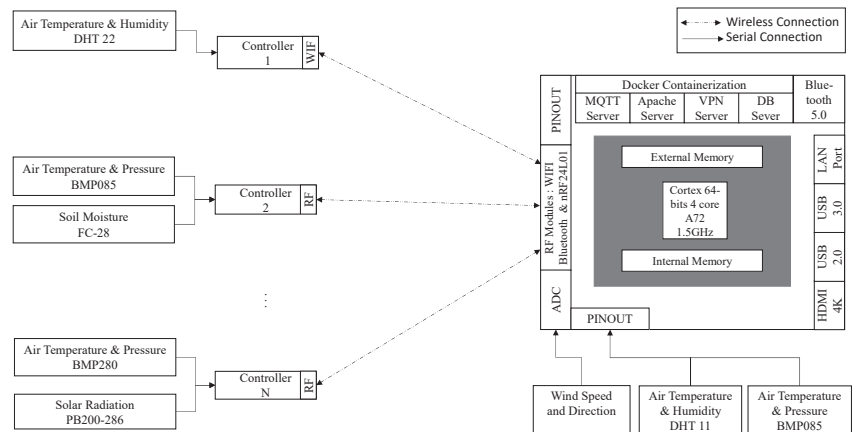 Air Temperature & Humidity
DHT 22
Controller
1
WIF
Wireless Connection
Serial Connection
Air Temperature & Pressure
BMP085
Soil Moisture
FC-28
Controller
2
RF
⋮
Air Temperature & Pressure
BMP280
Solar Radiation
PB200-286
Controller
N
RF
PINOUT
RF Modules : WIFI
Bluetooth & nRF24L01
ADC
PINOUT
Docker Containerization
MQTT
Server
Apache
Server
VPN
Server
DB
Sever
Blue-
tooth
5.0
LAN
Port
USB
3.0
USB
2.0
HDMI
4K
External Memory
Cortex 64-
bits 4 core
A72
1.5GHz
Internal Memory
Wind Speed
and Direction
Air Temperature
& Humidity
DHT 11
Air Temperature
& Pressure
BMP085